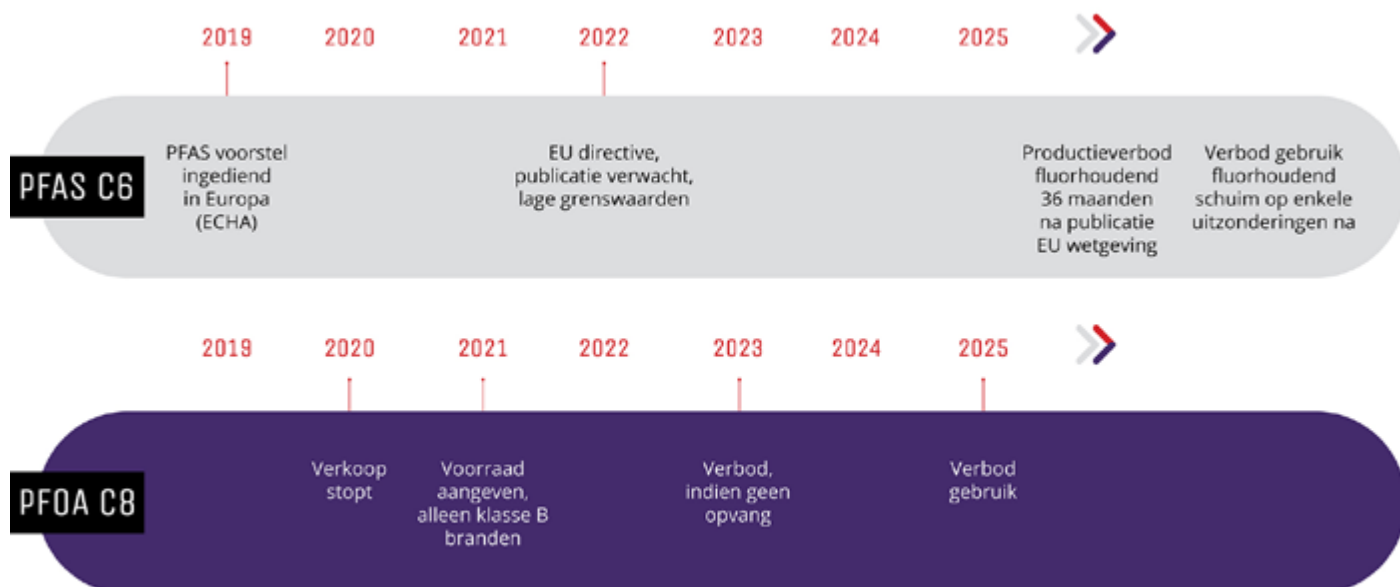 2019 2020 2021 2022 2023 2024 2025
PFAS C6
PFAS voorstel
ingediend
in Europa
(ECHA)
EU directive,
publicatie verwacht,
lage grenswaarden
Productieverbod
fluorhoudend
36 maanden
na publicatie
EU wetgeving
Verbod gebruik
fluorhoudend
schuim op enkele
uitzonderingen na
2019 2020 2021 2022 2023 2024 2025
PFOA C8
Verkoop
stopt
Voorraad
aangeven,
alleen klasse B
branden
Verbod,
indien geen
opvang
Verbod
gebruik